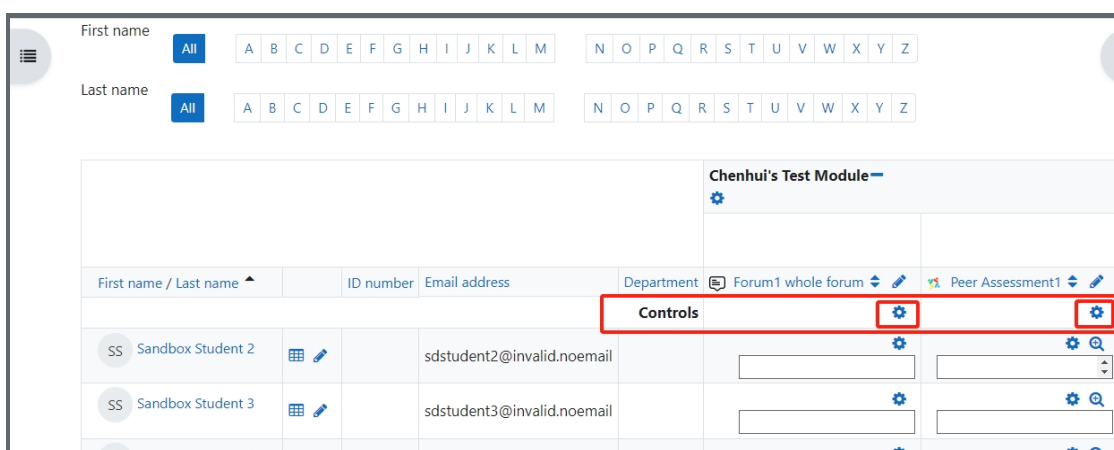 First name
All A B C D E F G H I J K L M N O P Q R S T U V W X Y Z
Last name
All A B C D E F G H I J K L M N O P Q R S T U V W X Y Z
Chenhui's Test Module
First name / Last name ID number Email address Department Forum1 whole forum Peer Assessment1
Controls
SS Sandbox Student 2 sdstudent2@invalid.noemail
SS Sandbox Student 3 sdstudent3@invalid.noemail